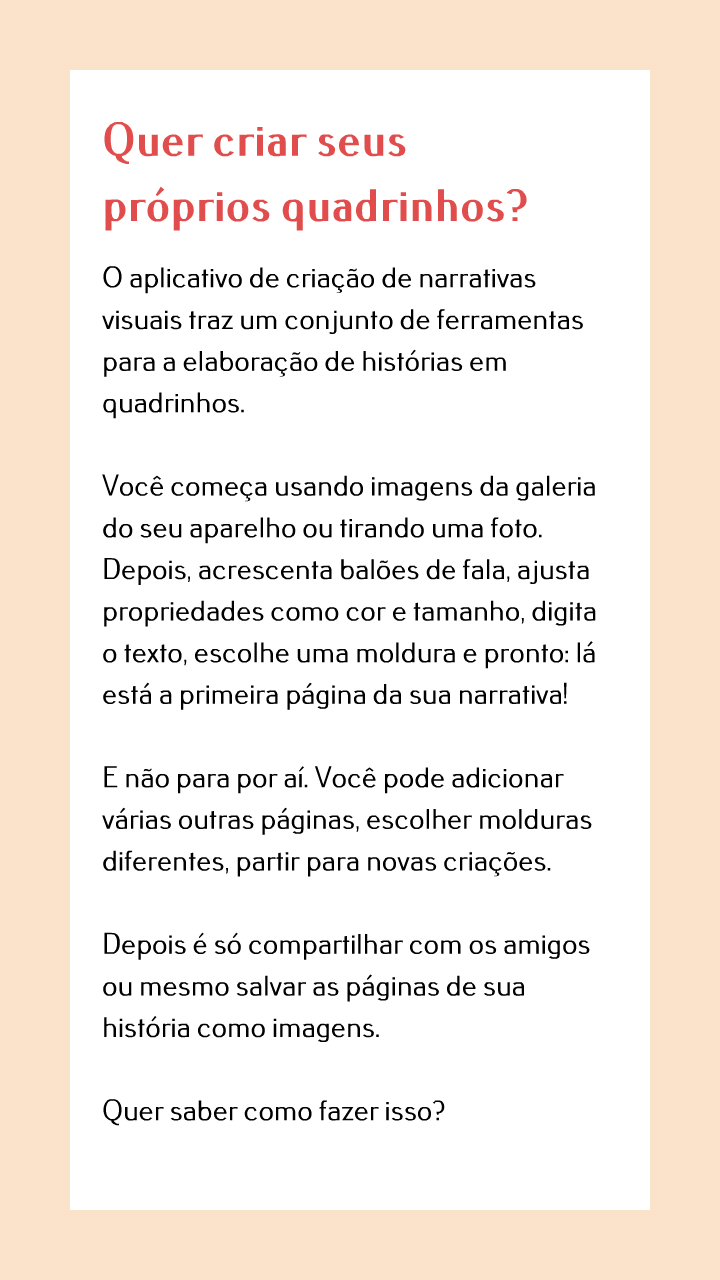 Quer criar seus
próprios quadrinhos?
O aplicativo de criação de narrativas
visuais traz um conjunto de ferramentas
para a elaboração de histórias em
quadrinhos.
Você começa usando imagens da galeria
do seu aparelho ou tirando uma foto.
Depois, acrescenta balões de fala, ajusta
propriedades como cor e tamanho, digita
o texto, escolhe uma moldura e pronto: lá
está a primeira página da sua narrativa!
E não para por aí. Você pode adicionar
várias outras páginas, escolher molduras
diferentes, partir para novas criações.
Depois é só compartilhar com os amigos
ou mesmo salvar as páginas de sua
história como imagens.
Quer saber como fazer isso?